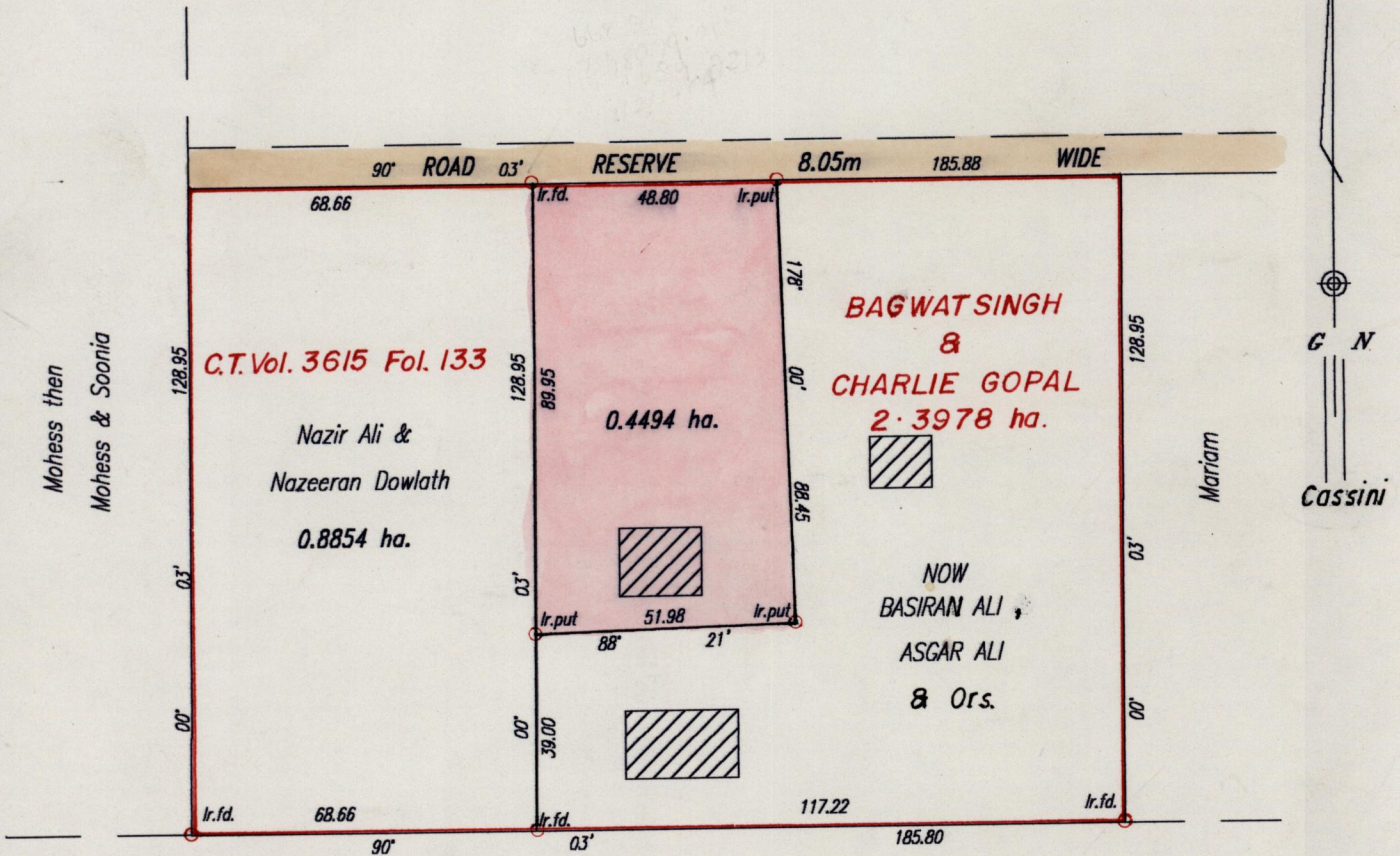 90° ROAD 03' RESERVE 8.05m 185.88 WIDE
68.66
Ir.fd. 48.80 Ir.put
Mohess then
Mohess & Soonia
128.95
03'
00°
C.T. Vol. 3615 Fol. 133
Nazir Ali &
Nazeeran Dowlath
0.8854 ha.
128.95
89.95
03'
00°
39.00
0.4494 ha.
178°
00'
88.45
Ir.put 51.98 Ir.put
88° 21'
BAGWATSINGH
&
CHARLIE GOPAL
2.3978 ha.
NOW
BASIRAN ALI,
ASGAR ALI
& Ors.
128.95
03'
00°
Mariam
G N
Cassini
Ir.fd. 68.66 Ir.fd. 117.22 Ir.fd.
90° 03' 185.80